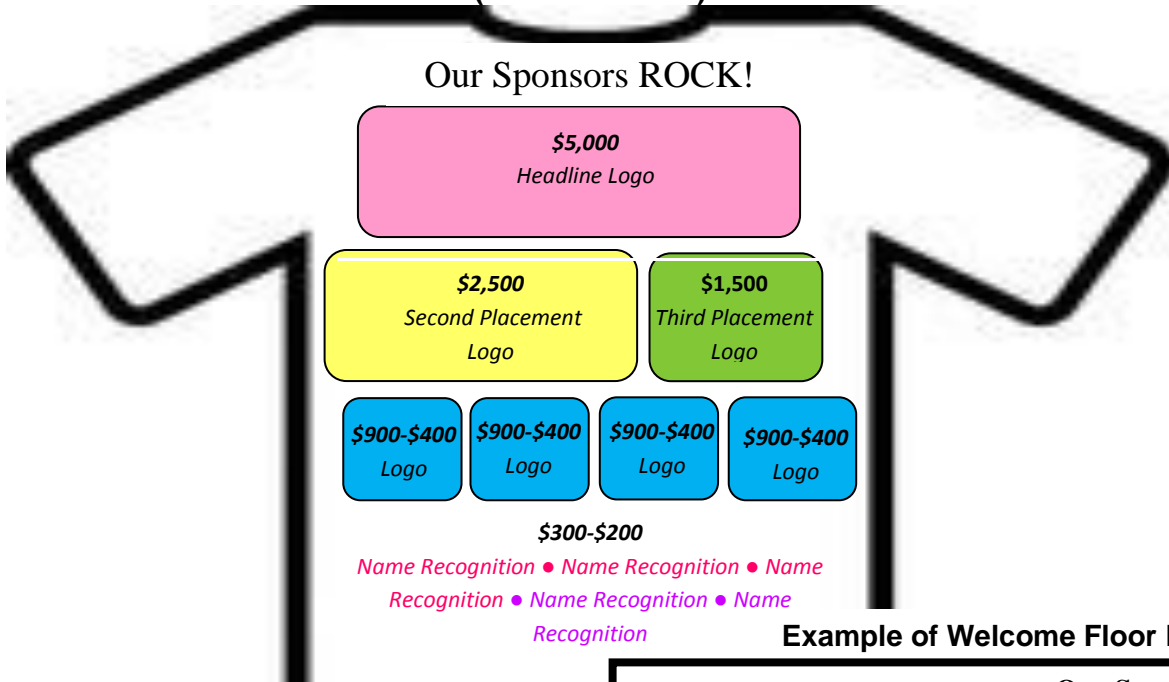 Our Sponsors ROCK!
$5,000
Headline Logo
$2,500
Second Placement
Logo
$1,500
Third Placement
Logo
$900-$400
Logo
$900-$400
Logo
$900-$400
Logo
$900-$400
Logo
$300-$200
Name Recognition ● Name Recognition ● Name
Recognition ● Name Recognition ● Name
Recognition
Example of Welcome Floor
Our